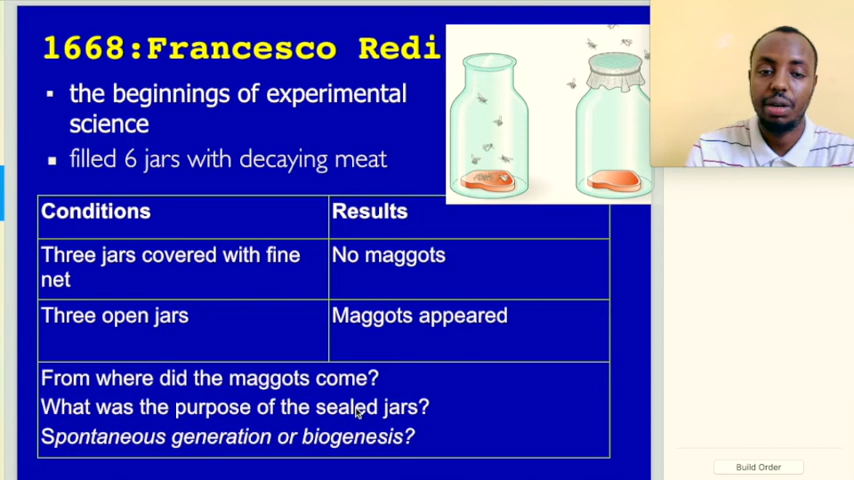 1668:Francesco Redi
▪ the beginnings of experimental
science
▪ filled 6 jars with decaying meat
Conditions
Results
Three jars covered with fine
net
No maggots
Three open jars
Maggots appeared
From where did the maggots come?
What was the purpose of the sealed jars?
Spontaneous generation or biogenesis?
Build Order